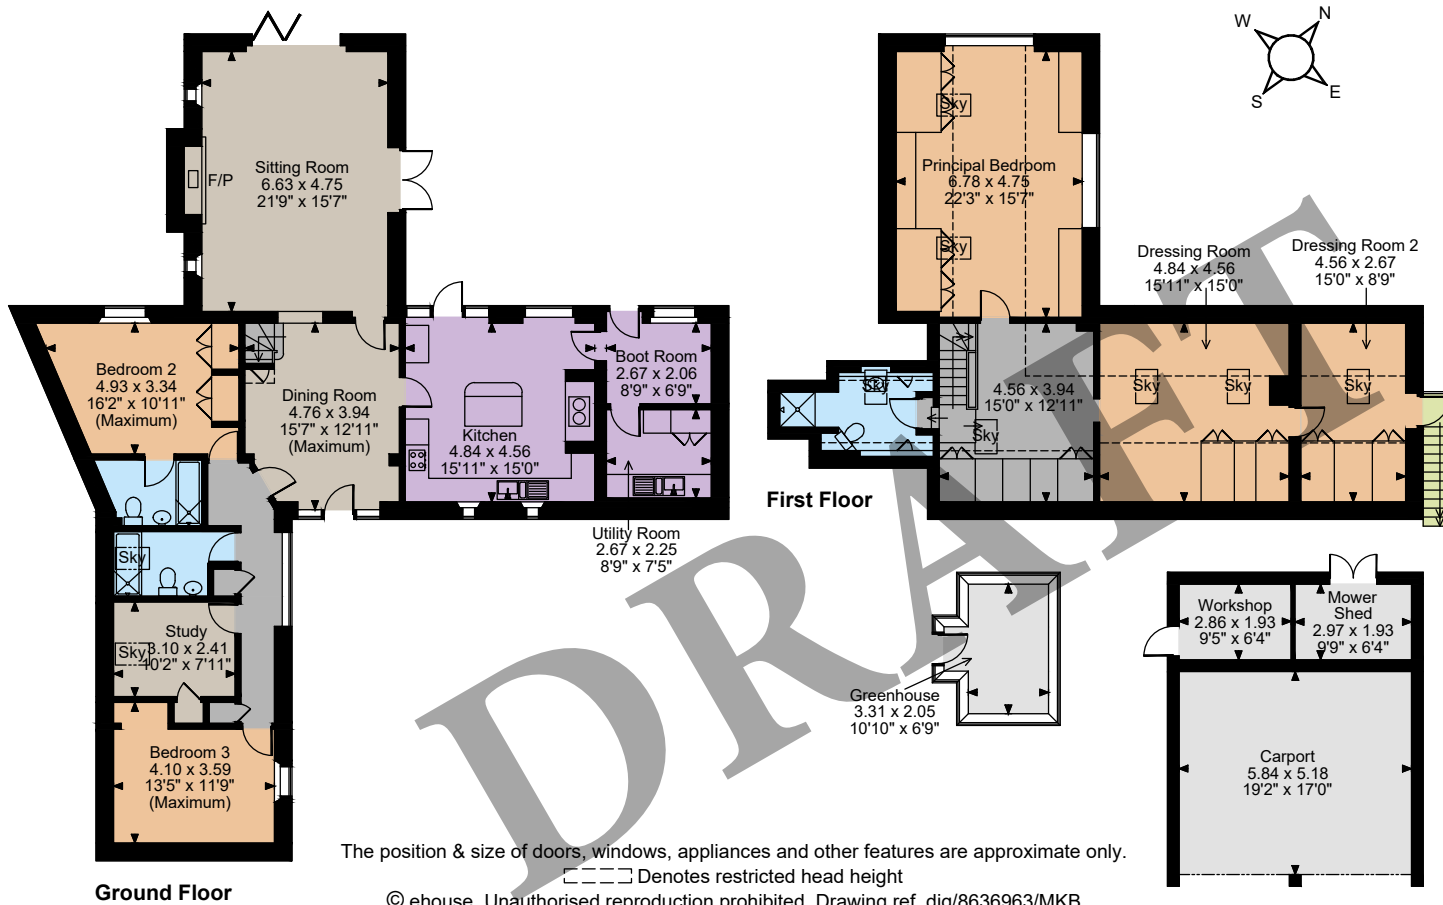 W
N
S
E
Sitting Room
6.63 x 4.75
21'9" x 15'7"
F/P
Bedroom 2
4.93 x 3.34
16'2" x 10'11"
(Maximum)
Dining Room
4.76 x 3.94
15'7" x 12'11"
(Maximum)
Kitchen
4.84 x 4.56
15'11" x 15'0"
Boot Room
2.67 x 2.06
8'9" x 6'9"
Utility Room
2.67 x 2.25
8'9" x 7'5"
Sky
Study
3.10 x 2.41
10'2" x 7'11"
Sky
Bedroom 3
4.10 x 3.59
13'5" x 11'9"
(Maximum)
Ground Floor
Sky
Principal Bedroom
6.78 x 4.75
22'3" x 15'7"
Sky
Dressing Room
4.84 x 4.56
15'11" x 15'0"
Dressing Room 2
4.56 x 2.67
15'0" x 8'9"
Sky
4.56 x 3.94
15'0" x 12'11"
Sky
Sky
Sky
Sky
First Floor
Greenhouse
3.31 x 2.05
10'10" x 6'9"
Workshop
2.86 x 1.93
9'5" x 6'4"
Mower
Shed
2.97 x 1.93
9'9" x 6'4"
Carport
5.84 x 5.18
19'2" x 17'0"
DRAFT
The position & size of doors, windows, appliances and other features are approximate only.
Denotes restricted head height
© ehouse. Unauthorised reproduction prohibited. Drawing ref. dig/8636963/MKB